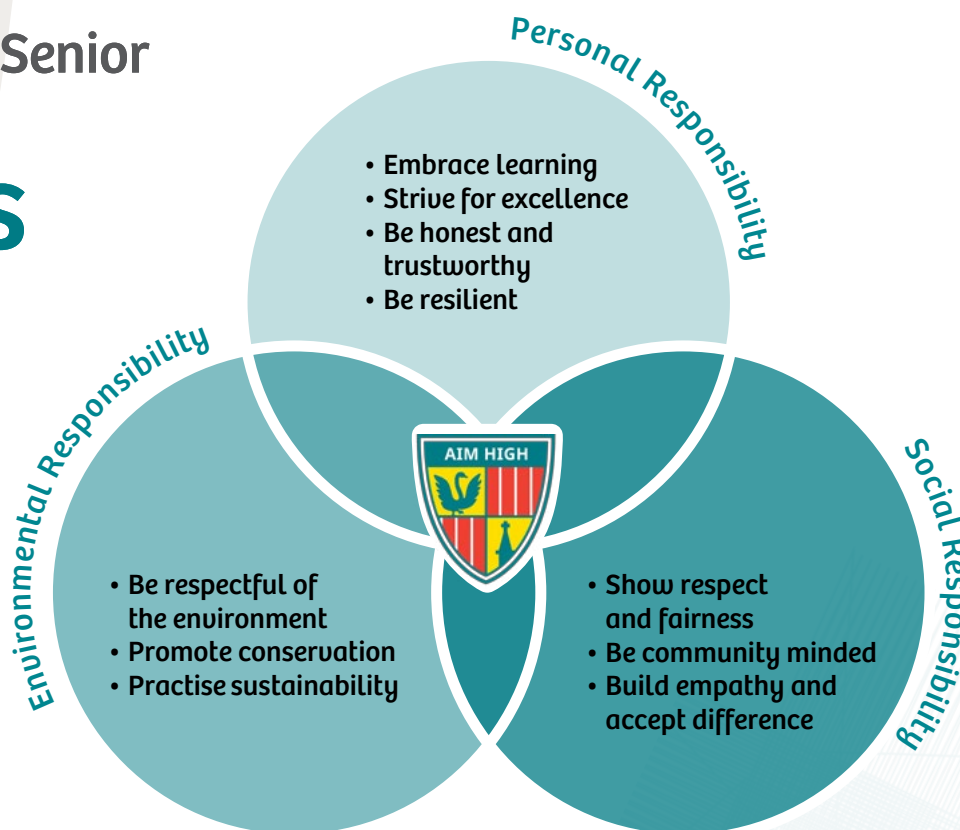 Senior
s
Personal Responsibility
• Embrace learning
• Strive for excellence
• Be honest and
trustworthy
• Be resilient
Environmental Responsibility
• Be respectful of
the environment
• Promote conservation
• Practise sustainability
AIM HIGH
Social Responsibility
• Show respect
and fairness
• Be community minded
• Build empathy and
accept difference